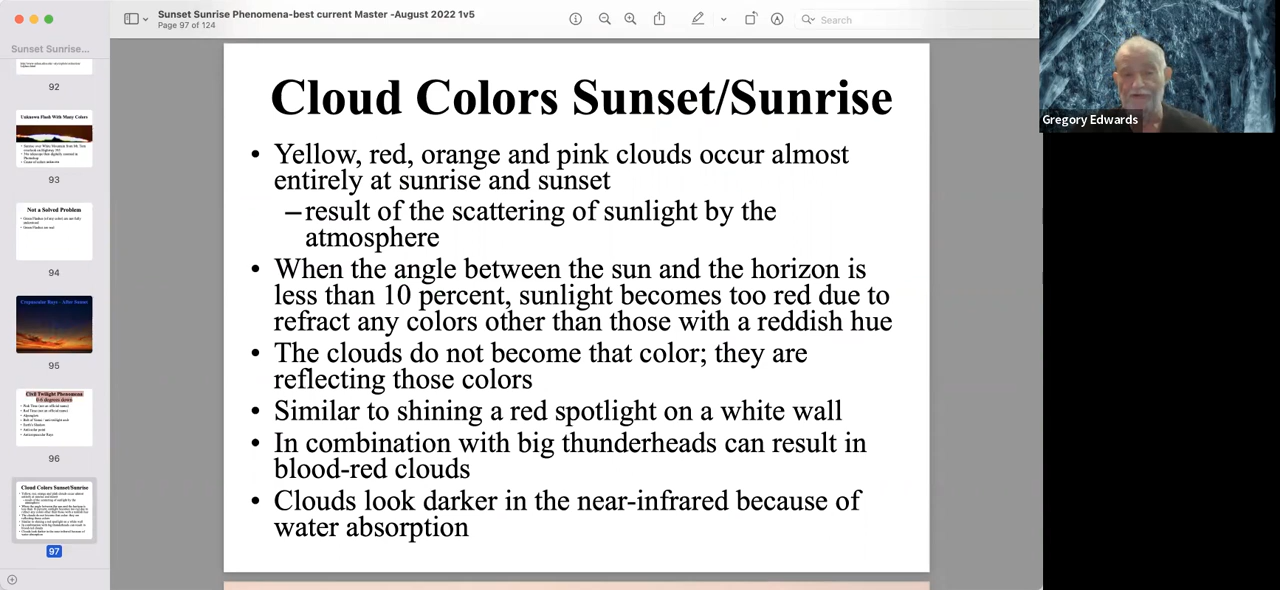 Sunset Sunrise Phenomena-best current Master -August 2022 1v5
Page 97 of 124
Search
Sunset Sunrise...
92
Unknown Flash With Many Colors
93
Not a Solved Problem
94
Crepuscular Rays - After Sunset
95
Civil Twilight Phenomena
0-6 degrees down
96
Cloud Colors Sunset/Sunrise
97
Cloud Colors Sunset/Sunrise
• Yellow, red, orange and pink clouds occur almost
entirely at sunrise and sunset
–result of the scattering of sunlight by the
atmosphere
• When the angle between the sun and the horizon is
less than 10 percent, sunlight becomes too red due to
refract any colors other than those with a reddish hue
• The clouds do not become that color; they are
reflecting those colors
• Similar to shining a red spotlight on a white wall
• In combination with big thunderheads can result in
blood-red clouds
• Clouds look darker in the near-infrared because of
water absorption
Gregory Edwards